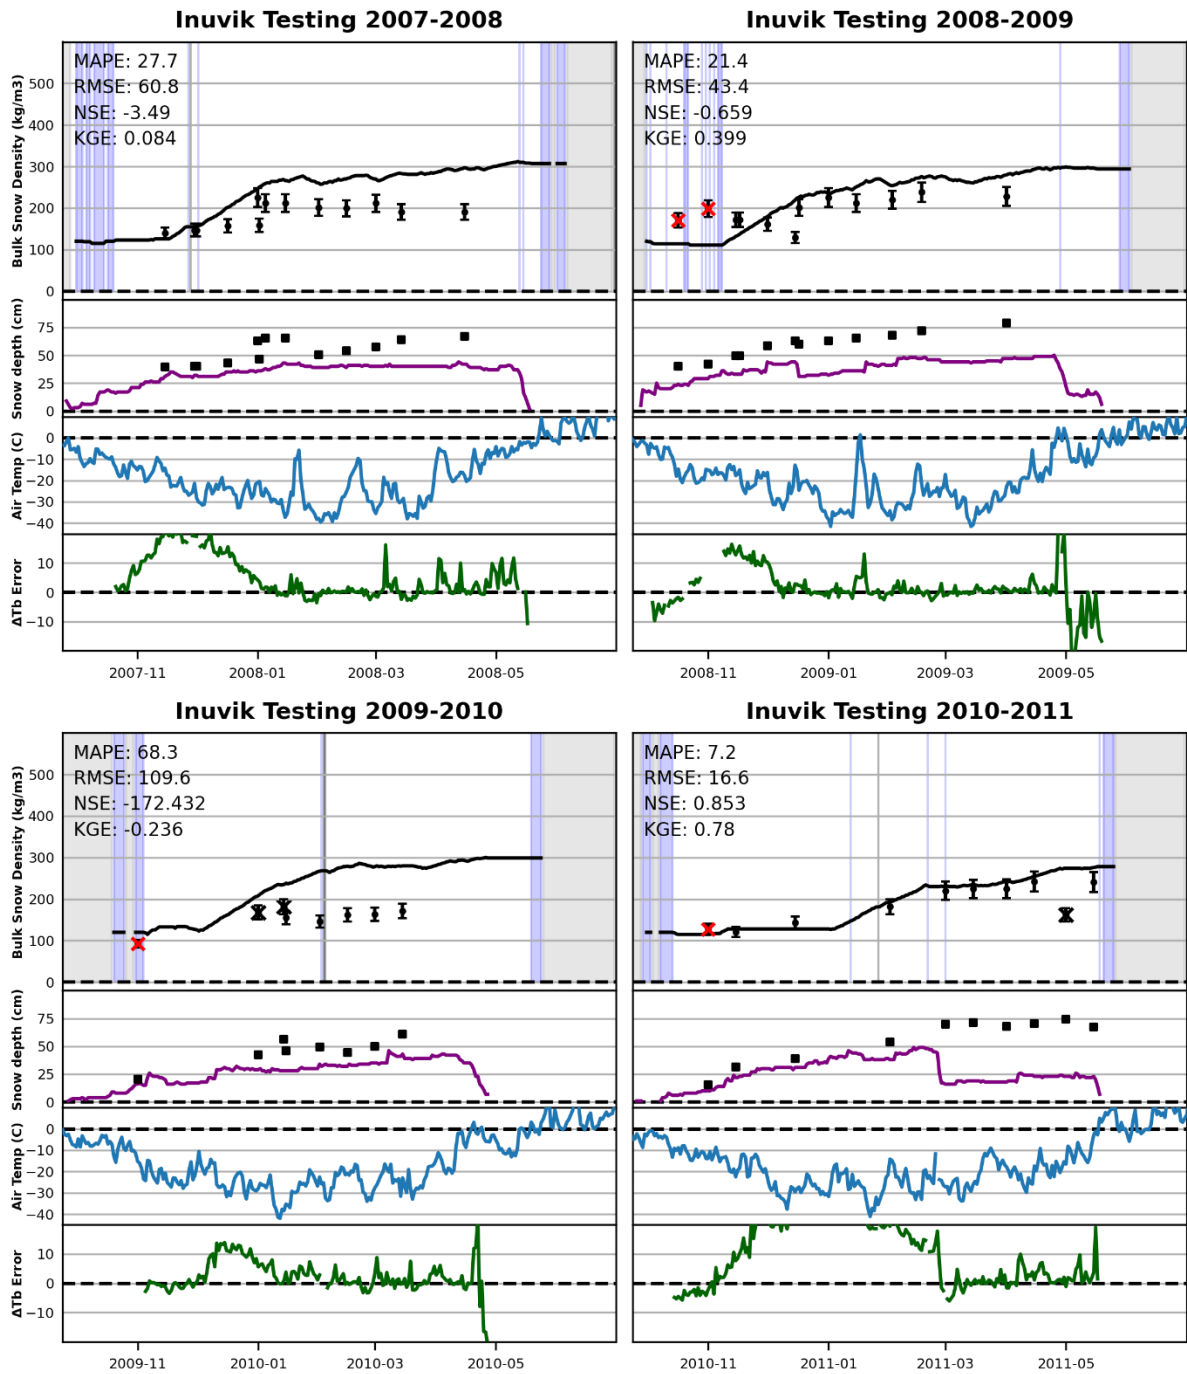 Inuvik Testing 2007-2008
MAPE: 27.7
RMSE: 60.8
NSE: -3.49
KGE: 0.084
Bulk Snow Density (kg/m3)
500
400
300
200
100
0
Snow depth (cm)
75
50
25
0
Air Temp (C)
0
−10
−20
−30
−40
ΔTb Error
10
0
−10
2007-11
2008-01
2008-03
2008-05
Inuvik Testing 2008-2009
MAPE: 21.4
RMSE: 43.4
NSE: -0.659
KGE: 0.399
2008-11
2009-01
2009-03
2009-05
Inuvik Testing 2009-2010
MAPE: 68.3
RMSE: 109.6
NSE: -172.432
KGE: -0.236
Bulk Snow Density (kg/m3)
500
400
300
200
100
0
Snow depth (cm)
75
50
25
0
Air Temp (C)
0
−10
−20
−30
−40
ΔTb Error
10
0
−10
2009-11
2010-01
2010-03
2010-05
Inuvik Testing 2010-2011
MAPE: 7.2
RMSE: 16.6
NSE: 0.853
KGE: 0.78
2010-11
2011-01
2011-03
2011-05